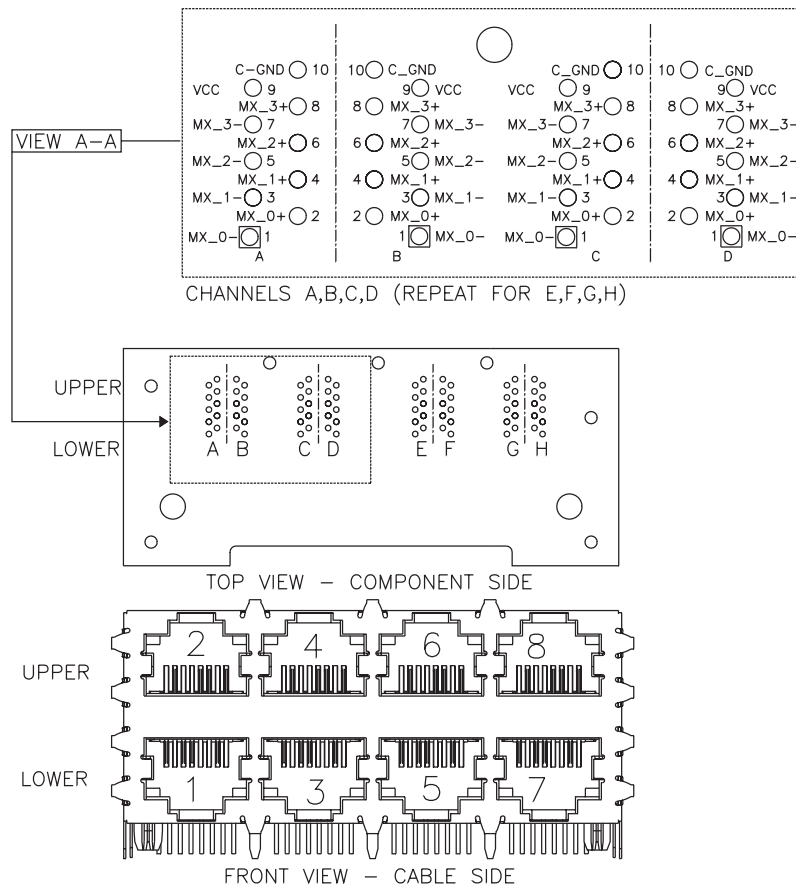 C-GND 10 10 C_GND C_GND 10 10 C_GND
VCC 9 9 VCC VCC 9 9 VCC
MX_3+ 8 8 MX_3+ MX_3+ 8 8 MX_3+
MX_3- 7 7 MX_3- MX_3- 7 7 MX_3-
VIEW A-A
MX_2+ 6 6 MX_2+ MX_2+ 6 6 MX_2+
MX_2- 5 5 MX_2- MX_2- 5 5 MX_2-
MX_1+ 4 4 MX_1+ MX_1+ 4 4 MX_1+
MX_1- 3 3 MX_1- MX_1- 3 3 MX_1-
MX_0+ 2 2 MX_0+ MX_0+ 2 2 MX_0+
MX_0- 1 1 MX_0- MX_0- 1 1 MX_0-
A B C D
CHANNELS A,B,C,D (REPEAT FOR E,F,G,H)
UPPER
LOWER
A B C D E F G H
TOP VIEW - COMPONENT SIDE
2 4 6 8
UPPER
LOWER
1 3 5 7
FRONT VIEW - CABLE SIDE